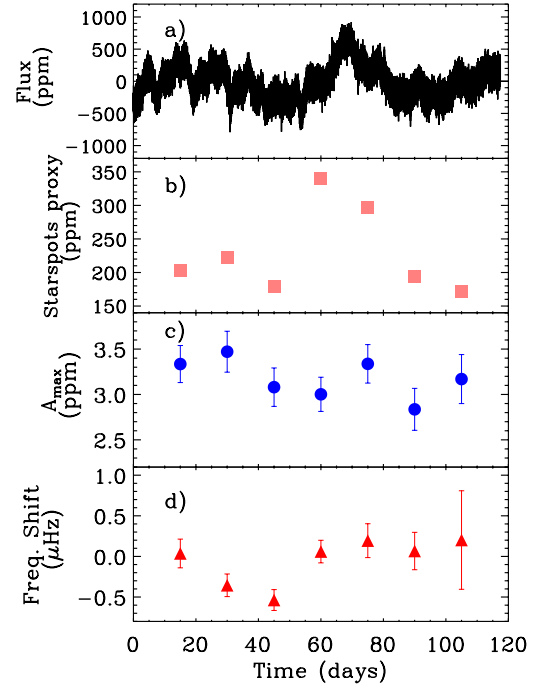 a)
Flux
(ppm)
1000
500
0
−500
−1000
b)
Starspots proxy
(ppm)
350
300
250
200
150
c)
Amax
(ppm)
3.5
3.0
2.5
d)
Freq. Shift
(μHz)
1.0
0.5
0.0
−0.5
0 20 40 60 80 100 120
Time (days)